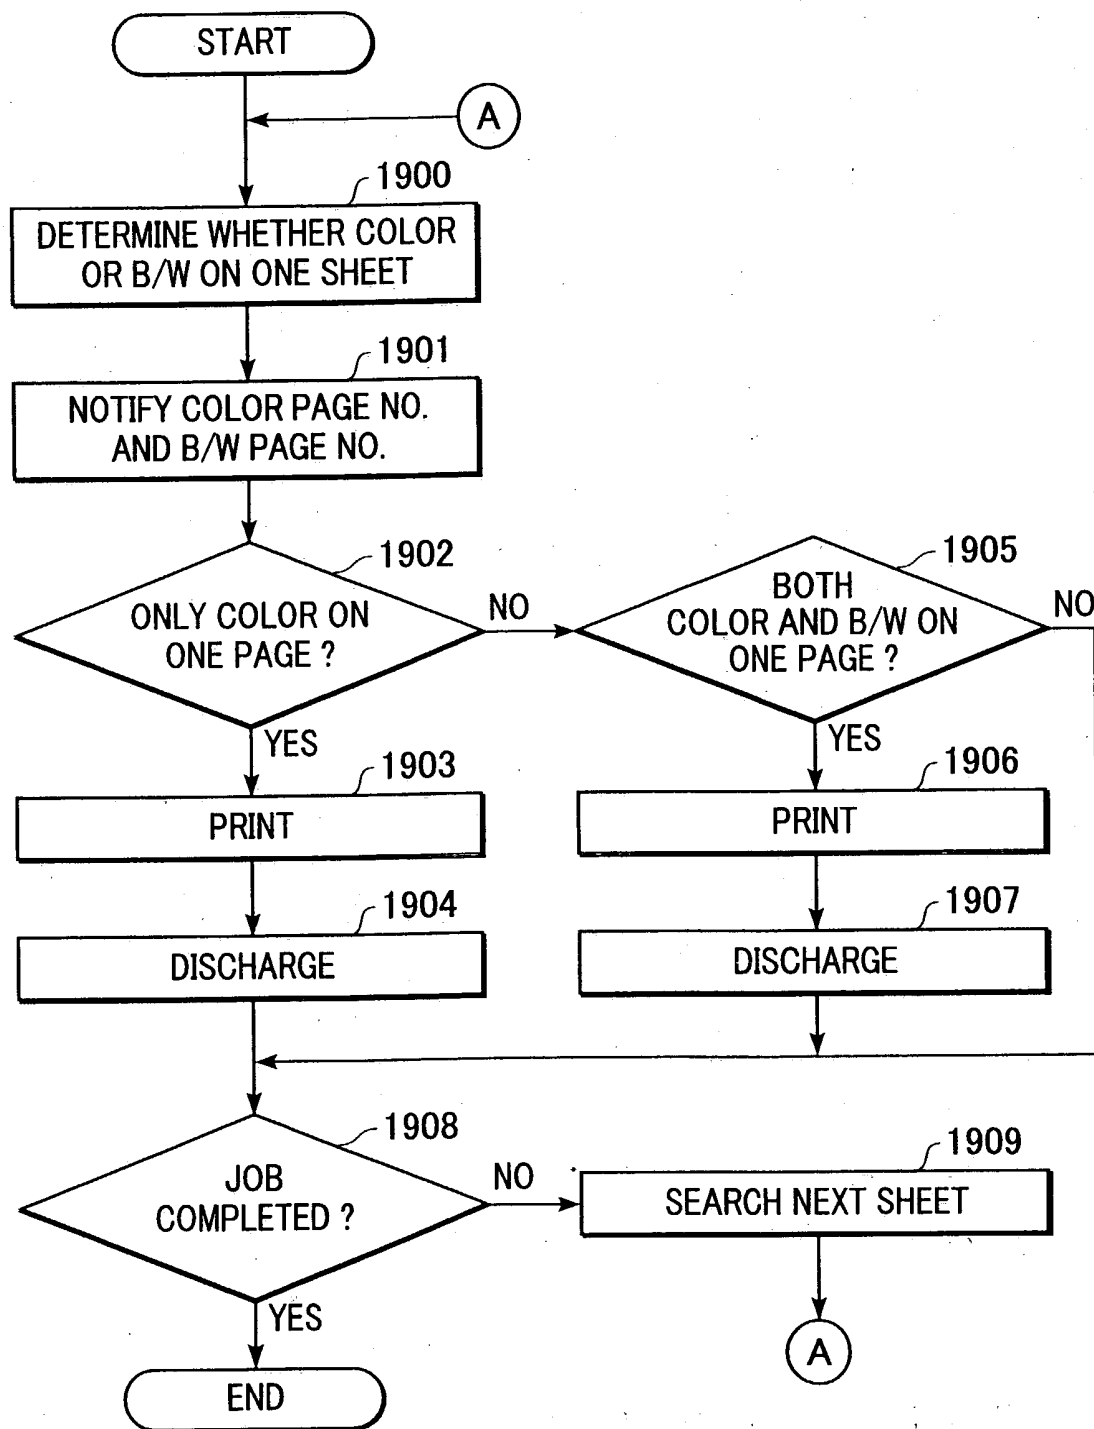 START
A
1900
DETERMINE WHETHER COLOR
OR B/W ON ONE SHEET
1901
NOTIFY COLOR PAGE NO.
AND B/W PAGE NO.
1902
ONLY COLOR ON
ONE PAGE ?
NO
YES
1905
BOTH
COLOR AND B/W ON
ONE PAGE ?
NO
YES
1903
PRINT
1906
PRINT
1904
DISCHARGE
1907
DISCHARGE
1908
JOB
COMPLETED ?
NO
YES
1909
SEARCH NEXT SHEET
A
END